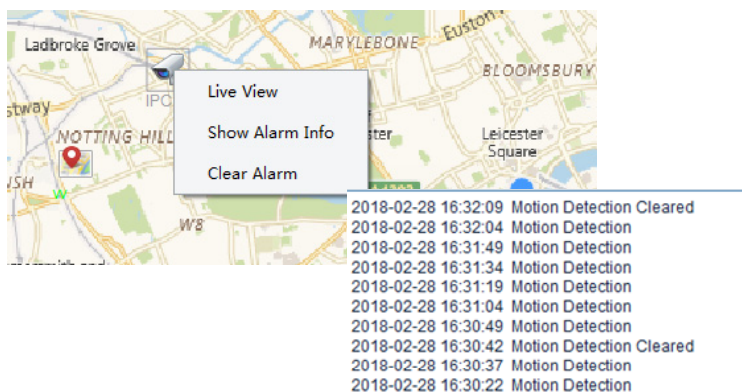 Ladbroke Grove
MARYLEBONE
Euston
BLOOMSBURY
stway
IPC
Live View
NOTTING HILL
Show Alarm Info
ster
Leicester
Square
Clear Alarm
W8
2018-02-28 16:32:09 Motion Detection Cleared
2018-02-28 16:32:04 Motion Detection
2018-02-28 16:31:49 Motion Detection
2018-02-28 16:31:34 Motion Detection
2018-02-28 16:31:19 Motion Detection
2018-02-28 16:31:04 Motion Detection
2018-02-28 16:30:49 Motion Detection
2018-02-28 16:30:42 Motion Detection Cleared
2018-02-28 16:30:37 Motion Detection
2018-02-28 16:30:22 Motion Detection